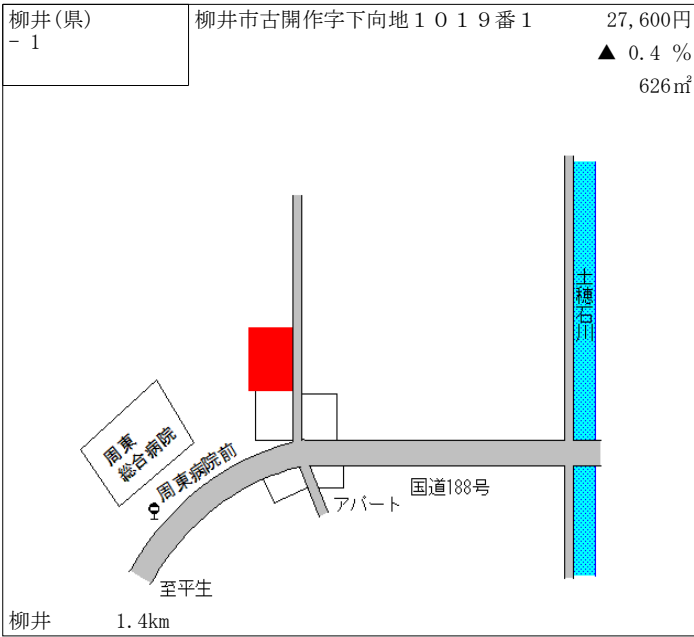 柳井(県)
- 1
柳井市古開作字下向地１０１９番１
27,600円
▲ 0.4 %
626㎡
土穂石川
周東
総合病院
周東病院前
国道188号
アパート
至平生
柳井 1.4km